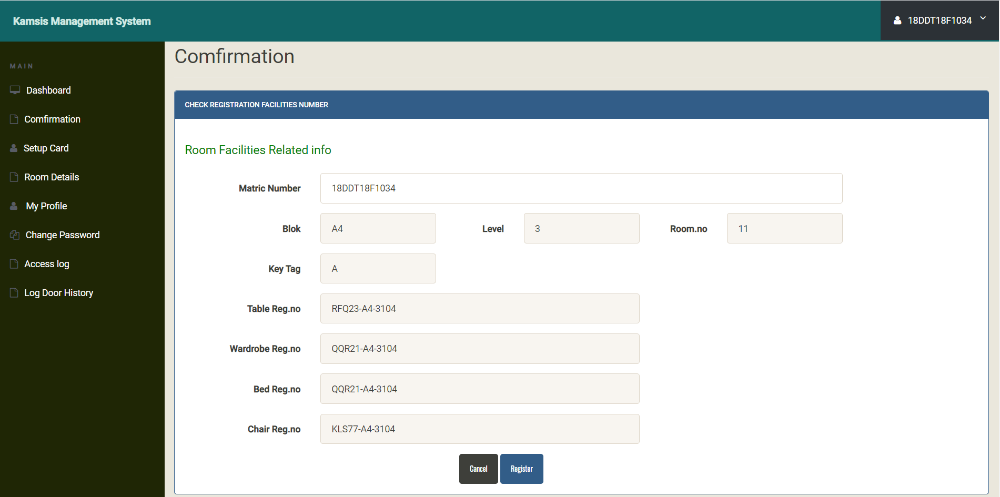 Kamsis Management System
18DDT18F1034
MAIN
Dashboard
Comfirmation
Setup Card
Room Details
My Profile
Change Password
Access log
Log Door History
Comfirmation
CHECK REGISTRATION FACILITIES NUMBER
Room Facilities Related info
Matric Number 18DDT18F1034
Blok A4 Level 3 Room.no 11
Key Tag A
Table Reg.no RFQ23-A4-3104
Wardrobe Reg.no QQR21-A4-3104
Bed Reg.no QQR21-A4-3104
Chair Reg.no KLS77-A4-3104
Cancel Register